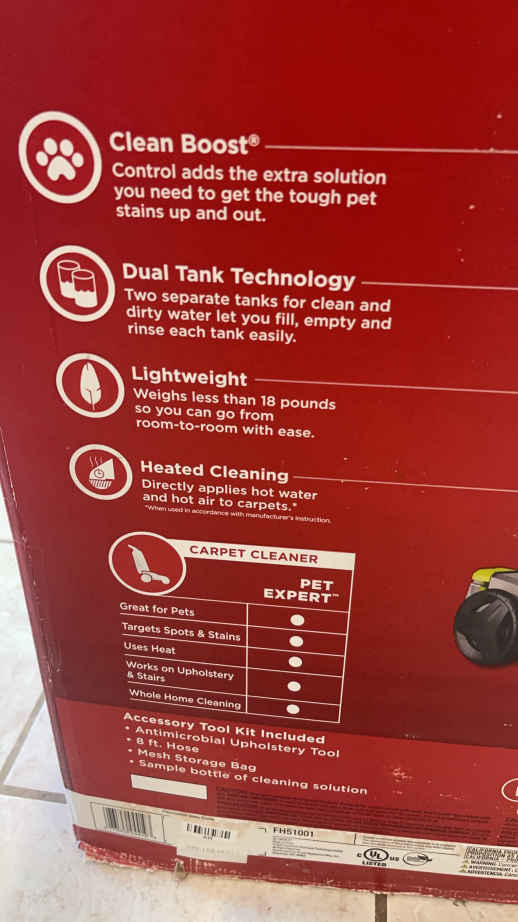 Clean Boost®
Control adds the extra solution
you need to get the tough pet
stains up and out.
Dual Tank Technology
Two separate tanks for clean and
dirty water let you fill, empty and
rinse each tank easily.
Lightweight
Weighs less than 18 pounds
so you can go from
room-to-room with ease.
Heated Cleaning
Directly applies hot water
and hot air to carpets.*
*When used in accordance with manufacturer's instruction.
CARPET CLEANER
PET
EXPERT™
Great for Pets
Targets Spots & Stains
Uses Heat
Works on Upholstery
& Stairs
Whole Home Cleaning
Accessory Tool Kit Included
• Antimicrobial Upholstery Tool
• 8 ft. Hose
• Mesh Storage Bag
• Sample bottle of cleaning solution
FH51001
C UL US
LISTED